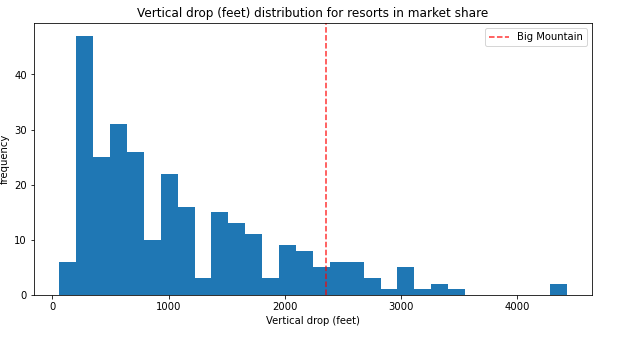 Vertical drop (feet) distribution for resorts in market share
Big Mountain
frequency
40
30
20
10
0
0 1000 2000 3000 4000
Vertical drop (feet)